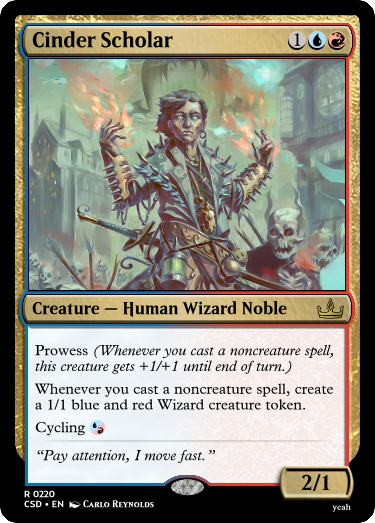 Cinder Scholar 1
Creature — Human Wizard Noble
Prowess (Whenever you cast a noncreature spell,
this creature gets +1/+1 until end of turn.)
Whenever you cast a noncreature spell, create
a 1/1 blue and red Wizard creature token.
Cycling
“Pay attention, I move fast.”
2/1
R 0220
CSD • EN Carlo Reynolds
yeah